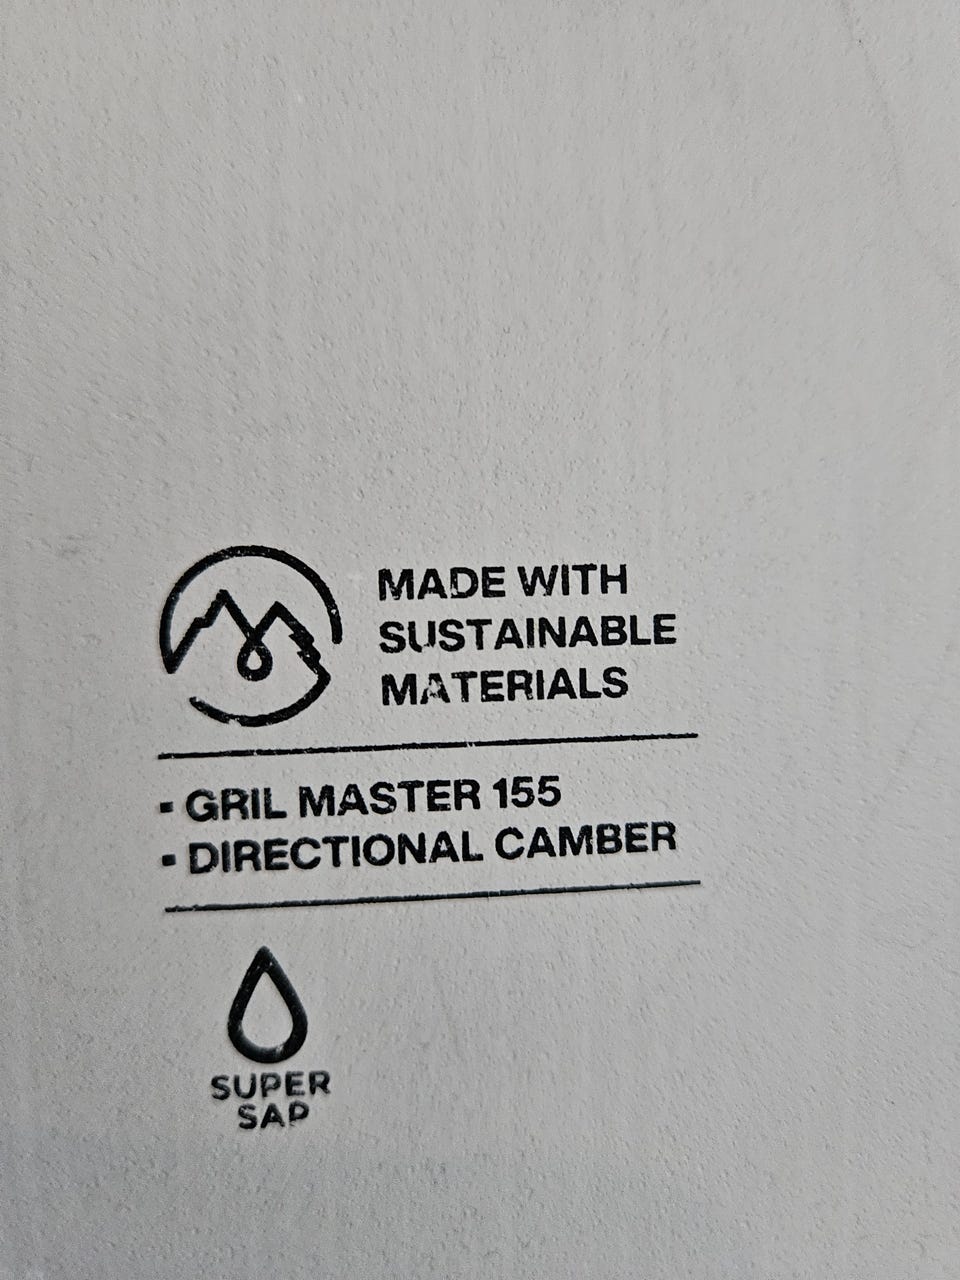 MADE WITH
SUSTAINABLE
MATERIALS
▪ GRIL MASTER 155
▪ DIRECTIONAL CAMBER
SUPER
SAP